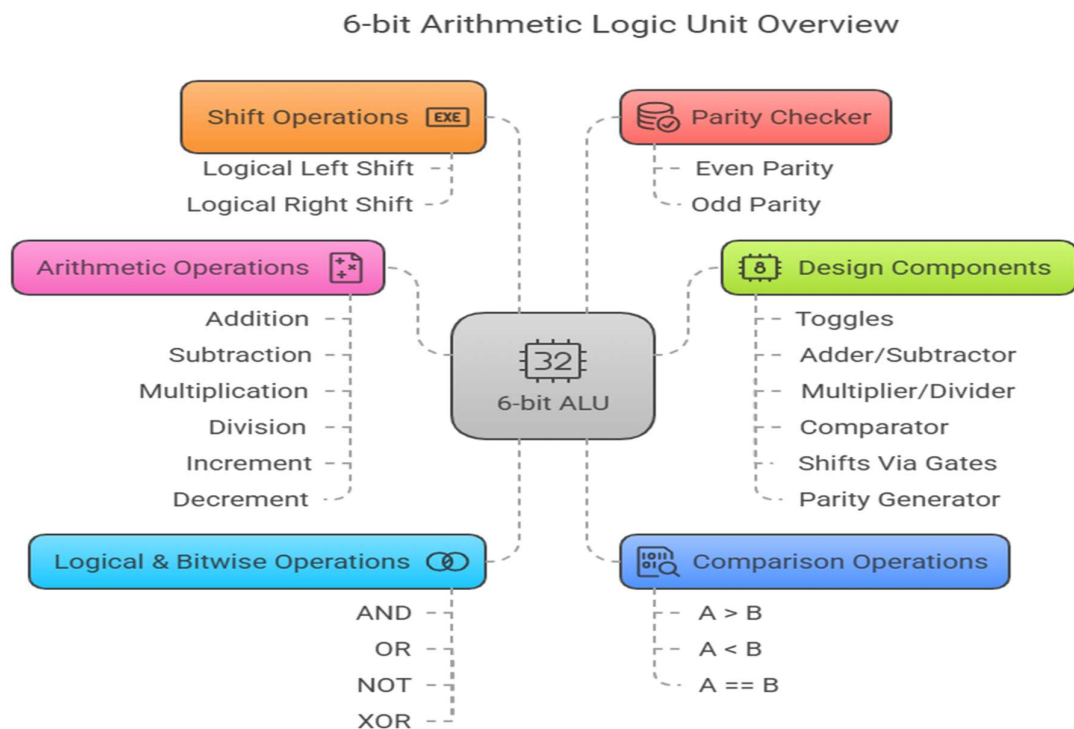 6-bit Arithmetic Logic Unit Overview
Shift Operations EXE
Logical Left Shift
Logical Right Shift
Parity Checker
Even Parity
Odd Parity
Arithmetic Operations
Addition
Subtraction
Multiplication
Division
Increment
Decrement
32
6-bit ALU
8 Design Components
Toggles
Adder/Subtractor
Multiplier/Divider
Comparator
Shifts Via Gates
Parity Generator
Logical & Bitwise Operations
AND
OR
NOT
XOR
Comparison Operations
A > B
A < B
A == B